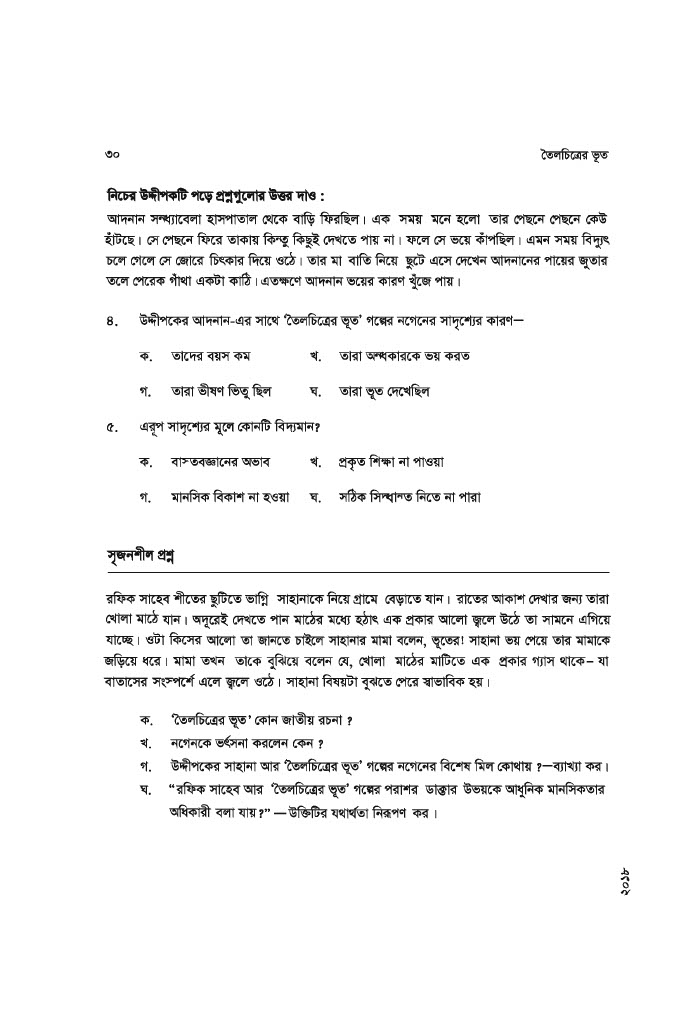 ৩০ তৈলচিত্রের ভূত
নিচের উদ্দীপকটি পড়ে প্রশ্নগুলোর উত্তর দাও :
আদনান সন্ধ্যাবেলা হাসপাতাল থেকে বাড়ি ফিরছিল। এক সময় মনে হলো তার পেছনে পেছনে কেউ
হাঁটছে। সে পেছনে ফিরে তাকায় কিন্তু কিছুই দেখতে পায় না। ফলে সে ভয়ে কাঁপছিল। এমন সময় বিদ্যুৎ
চলে গেলে সে জোরে চিৎকার দিয়ে ওঠে। তার মা বাতি নিয়ে ছুটে এসে দেখেন আদনানের পায়ের জুতার
তলে পেরেক গাঁথা একটা কাঠি। এতক্ষণে আদনান ভয়ের কারণ খুঁজে পায়।
৪. উদ্দীপকের আদনান-এর সাথে ‘তৈলচিত্রের ভূত’ গল্পের নগেনের সাদৃশ্যের কারণ—
ক. তাদের বয়স কম খ. তারা অন্ধকারকে ভয় করত
গ. তারা ভীষণ ভিতু ছিল ঘ. তারা ভূত দেখেছিল
৫. এরূপ সাদৃশ্যের মূলে কোনটি বিদ্যমান?
ক. বাস্তবজ্ঞানের অভাব খ. প্রকৃত শিক্ষা না পাওয়া
গ. মানসিক বিকাশ না হওয়া ঘ. সঠিক সিদ্ধান্ত নিতে না পারা
সৃজনশীল প্রশ্ন
রফিক সাহেব শীতের ছুটিতে ভাগ্নি সাহানাকে নিয়ে গ্রামে বেড়াতে যান। রাতের আকাশ দেখার জন্য তারা
খোলা মাঠে যান। অদূরেই দেখতে পান মাঠের মধ্যে হঠাৎ এক প্রকার আলো জ্বলে উঠে তা সামনে এগিয়ে
যাচ্ছে। ওটা কিসের আলো তা জানতে চাইলে সাহানার মামা বলেন, ভূতের! সাহানা ভয় পেয়ে তার মামাকে
জড়িয়ে ধরে। মামা তখন তাকে বুঝিয়ে বলেন যে, খোলা মাঠের মাটিতে এক প্রকার গ্যাস থাকে– যা
বাতাসের সংস্পর্শে এলে জ্বলে ওঠে। সাহানা বিষয়টা বুঝতে পেরে স্বাভাবিক হয়।
ক. ‘তৈলচিত্রের ভূত’ কোন জাতীয় রচনা ?
খ. নগেনকে ভর্ৎসনা করলেন কেন ?
গ. উদ্দীপকের সাহানা আর ‘তৈলচিত্রের ভূত’ গল্পের নগেনের বিশেষ মিল কোথায় ?—ব্যাখ্যা কর।
ঘ. “রফিক সাহেব আর ‘তৈলচিত্রের ভূত’ গল্পের পরাশর ডাক্তার উভয়কে আধুনিক মানসিকতার
অধিকারী বলা যায়?” — উক্তিটির যথার্থতা নিরূপণ কর ।
২০১৮